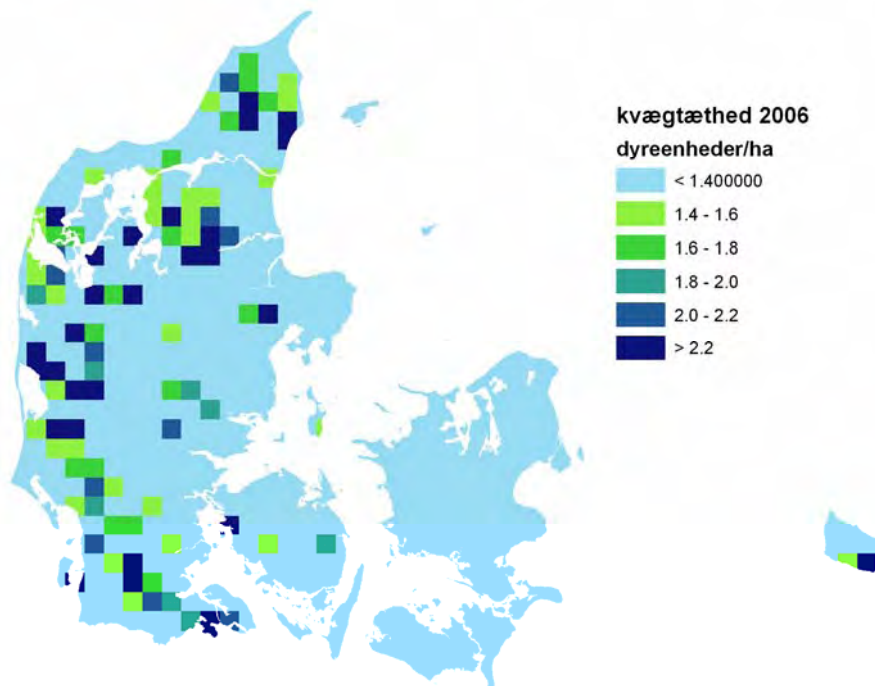 kvægtæthed 2006
dyreenheder/ha
< 1.400000
1.4 - 1.6
1.6 - 1.8
1.8 - 2.0
2.0 - 2.2
> 2.2